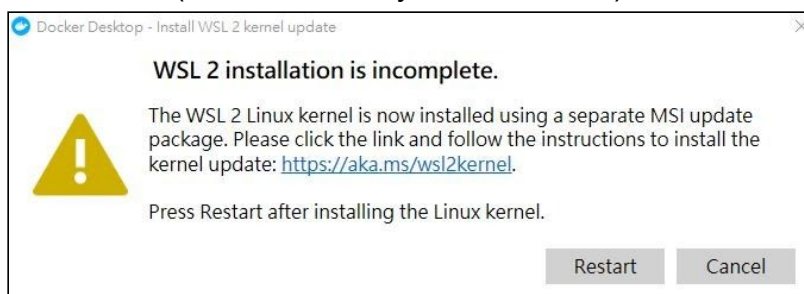 Docker Desktop - Install WSL 2 kernel update
WSL 2 installation is incomplete.
The WSL 2 Linux kernel is now installed using a separate MSI update
package. Please click the link and follow the instructions to install the
kernel update: https://aka.ms/wsl2kernel.
Press Restart after installing the Linux kernel.
Restart Cancel